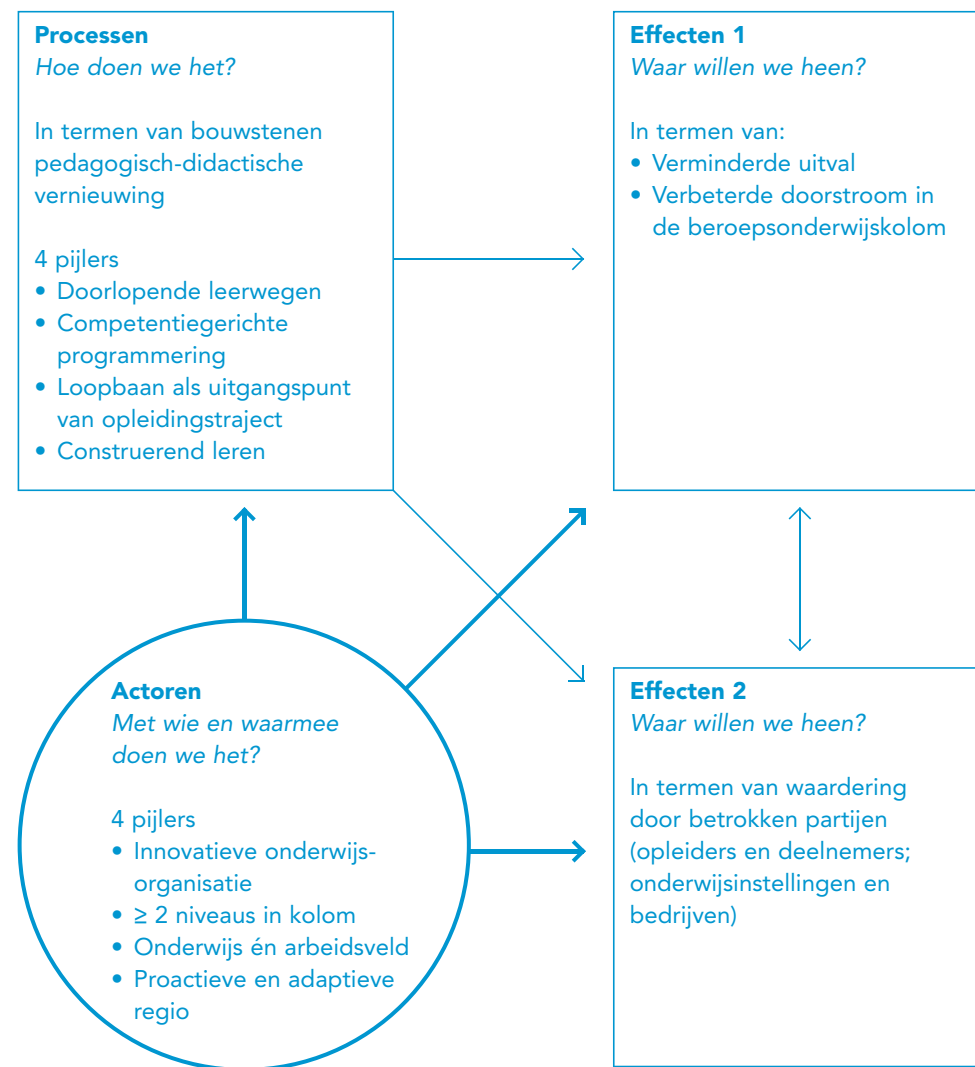 Processen
Hoe doen we het?
In termen van bouwstenen
pedagogisch-didactische
vernieuwing
4 pijlers
• Doorlopende leerwegen
• Competentiegerichte
programmering
• Loopbaan als uitgangspunt
van opleidingstraject
• Construerend leren
Effecten 1
Waar willen we heen?
In termen van:
• Verminderde uitval
• Verbeterde doorstroom in
de beroepsonderwijskolom
Actoren
Met wie en waarmee
doen we het?
4 pijlers
• Innovatieve onderwijs-
organisatie
• ≥ 2 niveaus in kolom
• Onderwijs én arbeidsveld
• Proactieve en adaptieve
regio
Effecten 2
Waar willen we heen?
In termen van waardering
door betrokken partijen
(opleiders en deelnemers;
onderwijsinstellingen en
bedrijven)